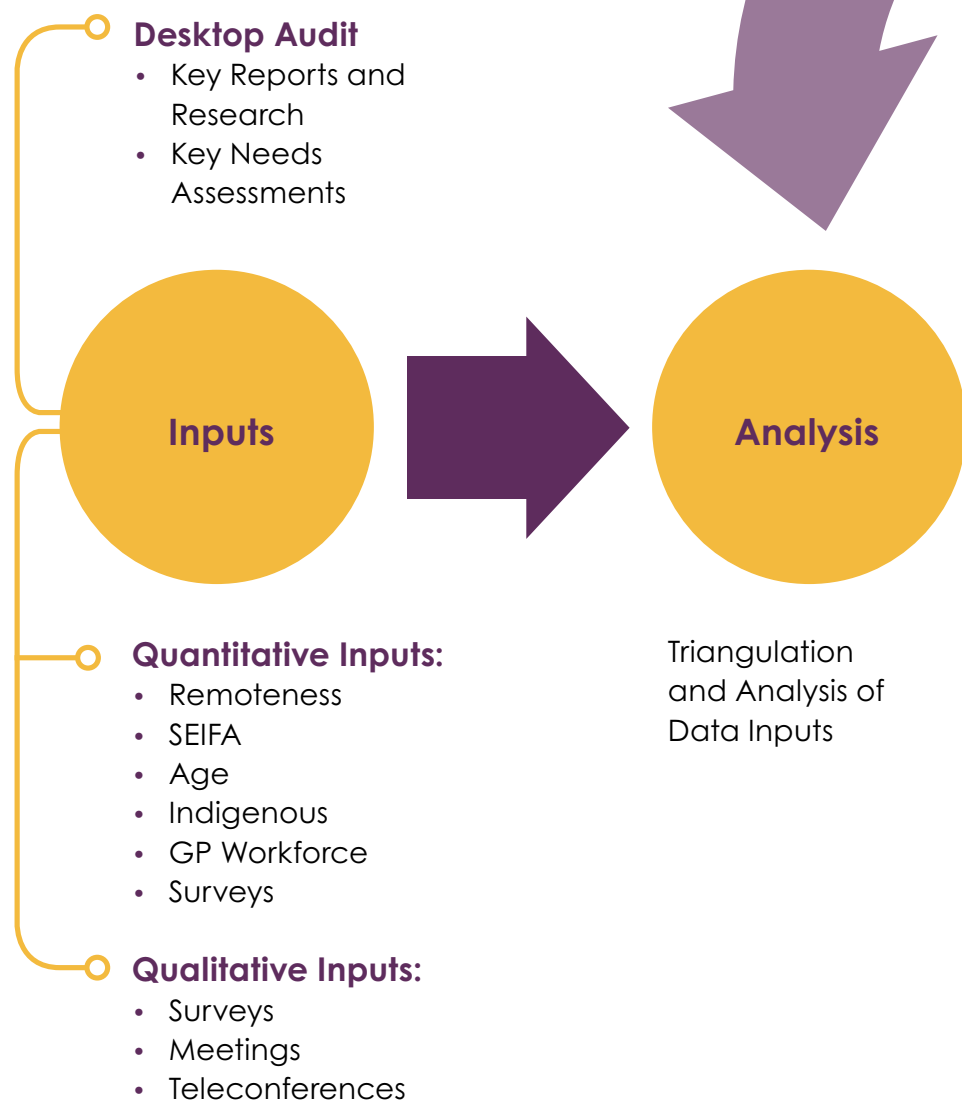 Desktop Audit
• Key Reports and
Research
• Key Needs
Assessments
Inputs
Analysis
Quantitative Inputs:
• Remoteness
• SEIFA
• Age
• Indigenous
• GP Workforce
• Surveys
Triangulation
and Analysis of
Data Inputs
Qualitative Inputs:
• Surveys
• Meetings
• Teleconferences